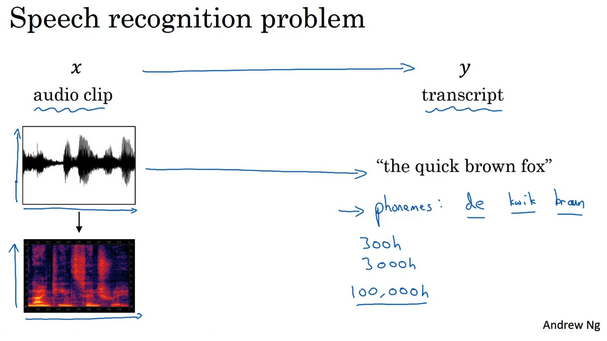 Speech recognition problem
x
y
audio clip
transcript
"the quick brown fox"
phonemes: de kwik braun
300h
3000h
100,000h
Andrew Ng